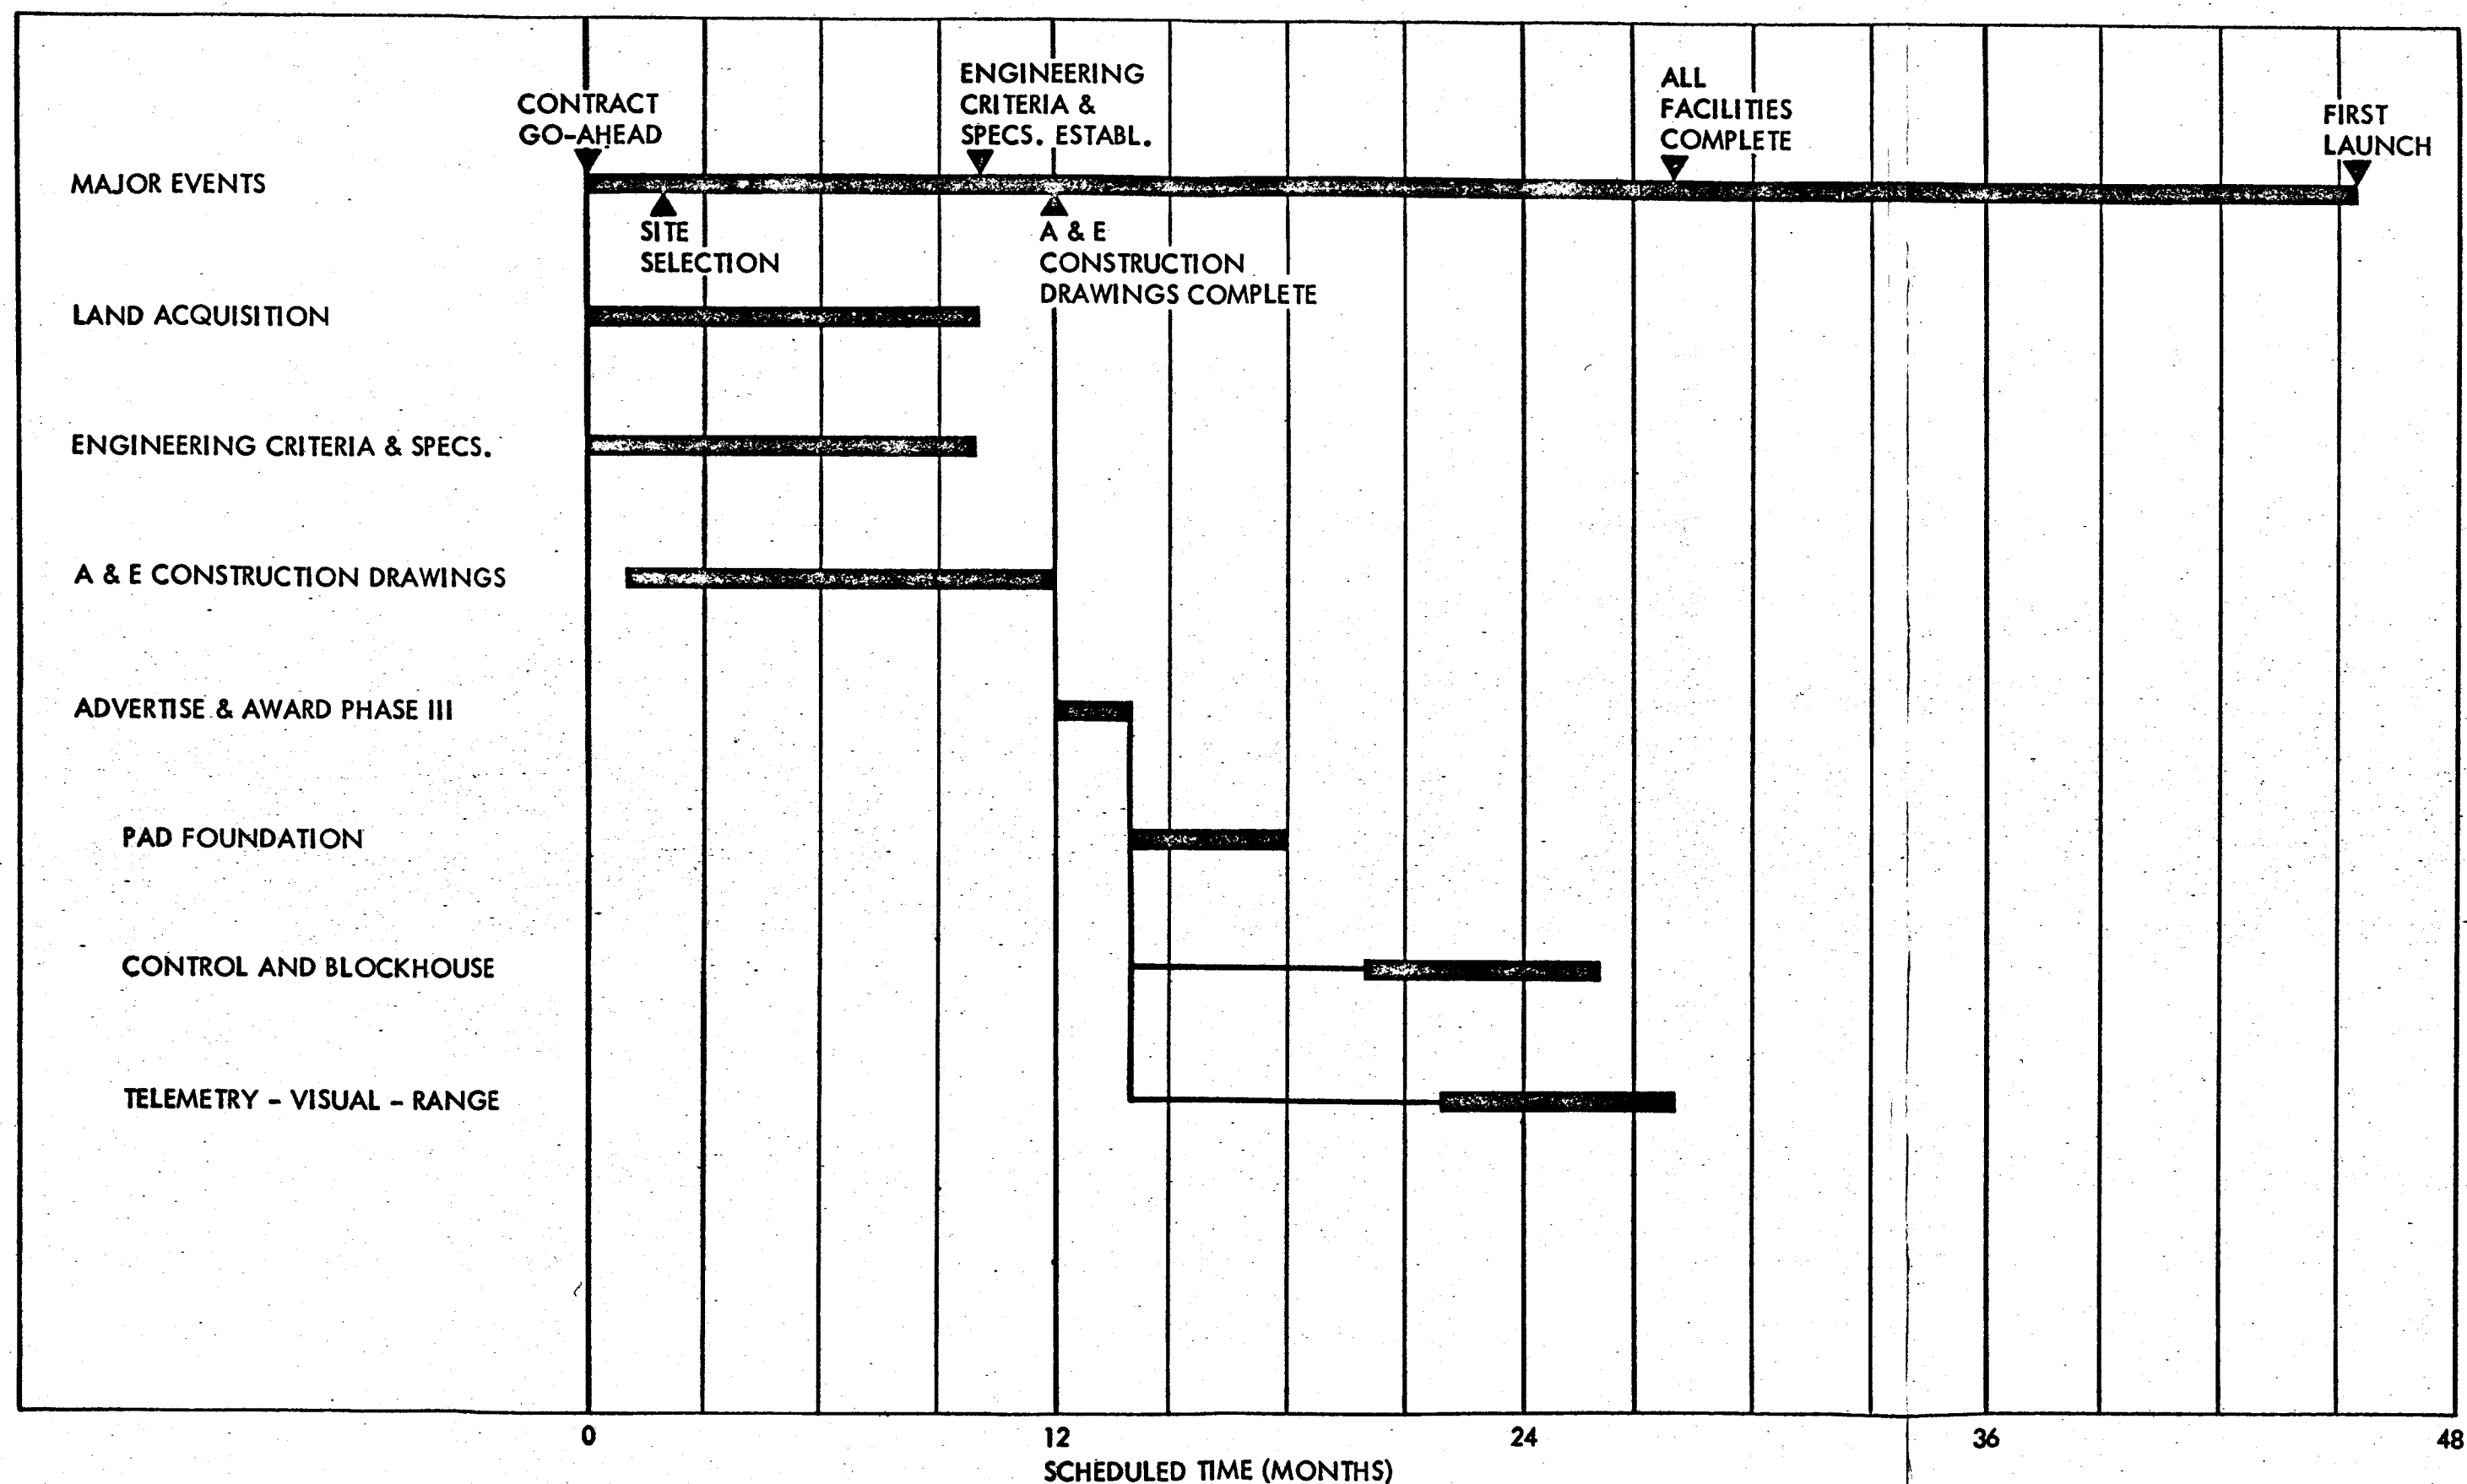 CONTRACT
GO-AHEAD
ENGINEERING
CRITERIA &
SPECS. ESTABL.
ALL
FACILITIES
COMPLETE
FIRST
LAUNCH
MAJOR EVENTS
SITE
SELECTION
A & E
CONSTRUCTION
DRAWINGS COMPLETE
LAND ACQUISITION
ENGINEERING CRITERIA & SPECS.
A & E CONSTRUCTION DRAWINGS
ADVERTISE & AWARD PHASE III
PAD FOUNDATION
CONTROL AND BLOCKHOUSE
TELEMETRY - VISUAL - RANGE
0 12 24 36 48
SCHEDULED TIME (MONTHS)